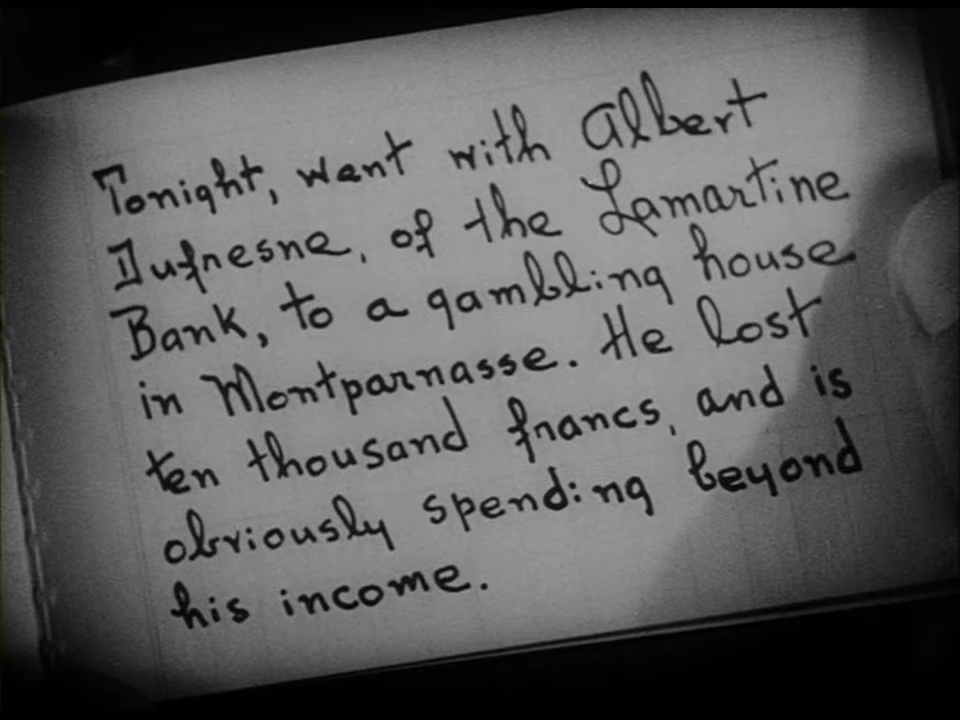 Tonight, went with Albert
Dufresne, of the Lamartine
Bank, to a gambling house
in Montparnasse. He lost
ten thousand francs, and is
obviously spending beyond
his income.